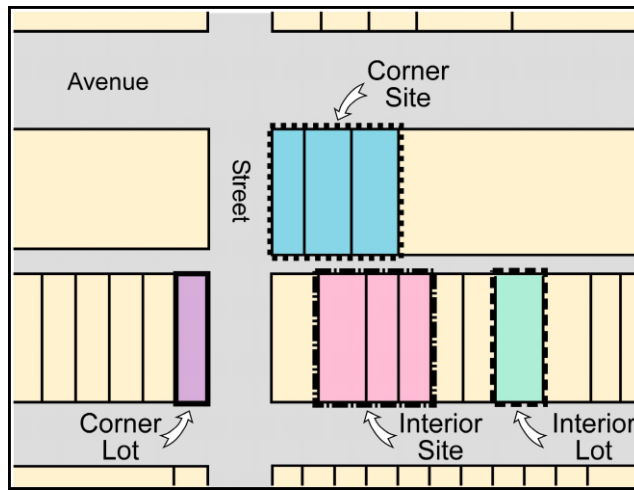 Avenue
Corner
Site
Street
Corner
Lot
Interior
Site
Interior
Lot